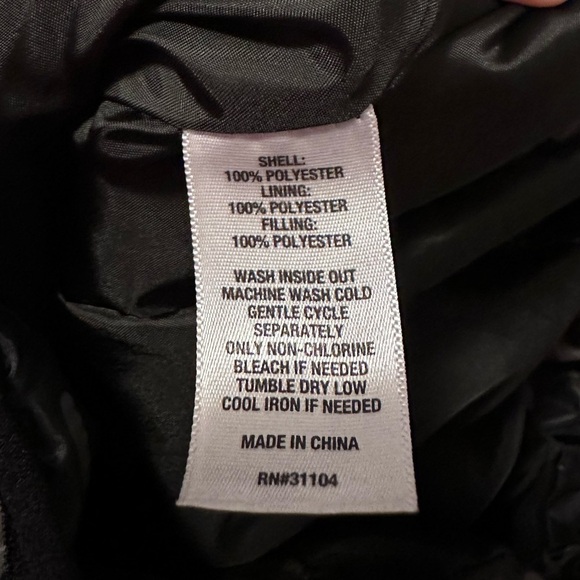 SHELL:
100% POLYESTER
LINING:
100% POLYESTER
FILLING:
100% POLYESTER
WASH INSIDE OUT
MACHINE WASH COLD
GENTLE CYCLE
SEPARATELY
ONLY NON-CHLORINE
BLEACH IF NEEDED
TUMBLE DRY LOW
COOL IRON IF NEEDED
MADE IN CHINA
RN#31104